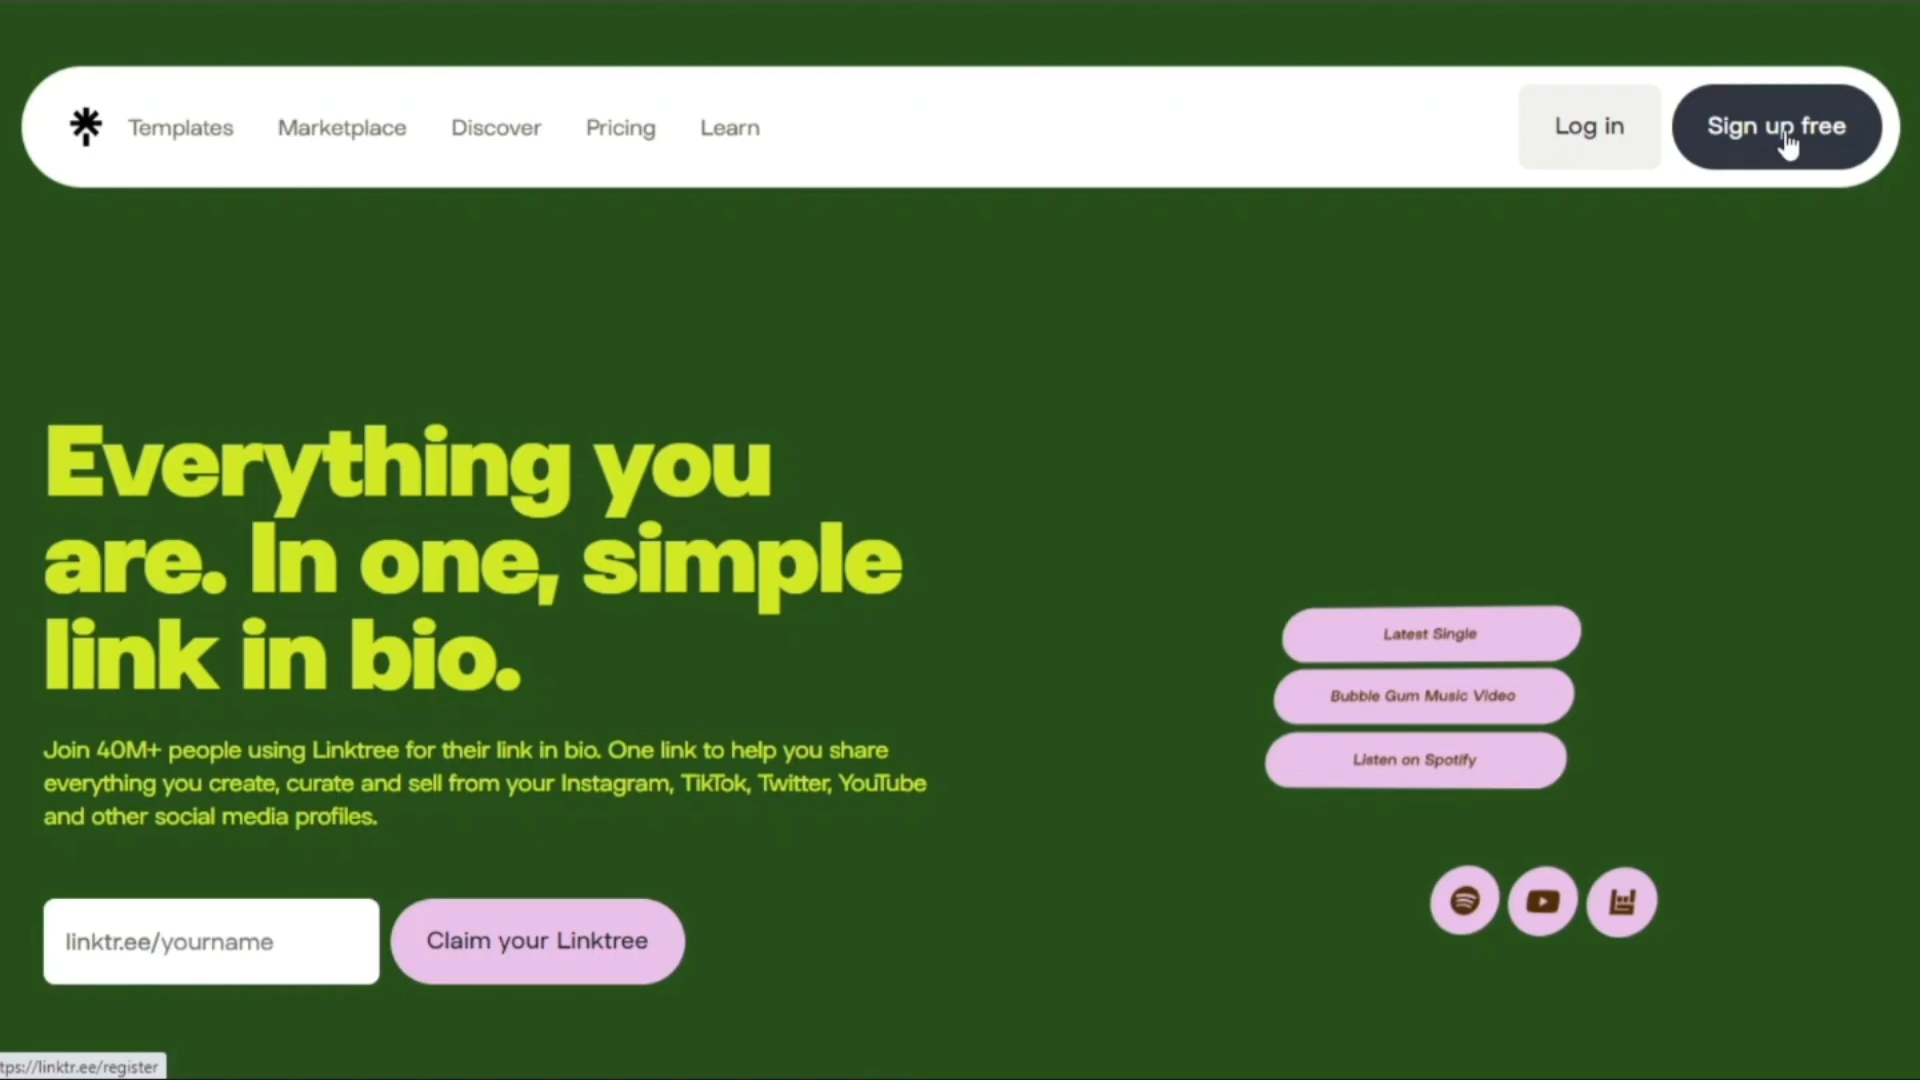 Templates Marketplace Discover Pricing Learn Log in Sign up free
Everything you
are. In one, simple
link in bio.
Join 40M+ people using Linktree for their link in bio. One link to help you share
everything you create, curate and sell from your Instagram, TikTok, Twitter, YouTube
and other social media profiles.
linktr.ee/yourname Claim your Linktree
Latest Single
Bubble Gum Music Video
Listen on Spotify
tps://linktr.ee/register